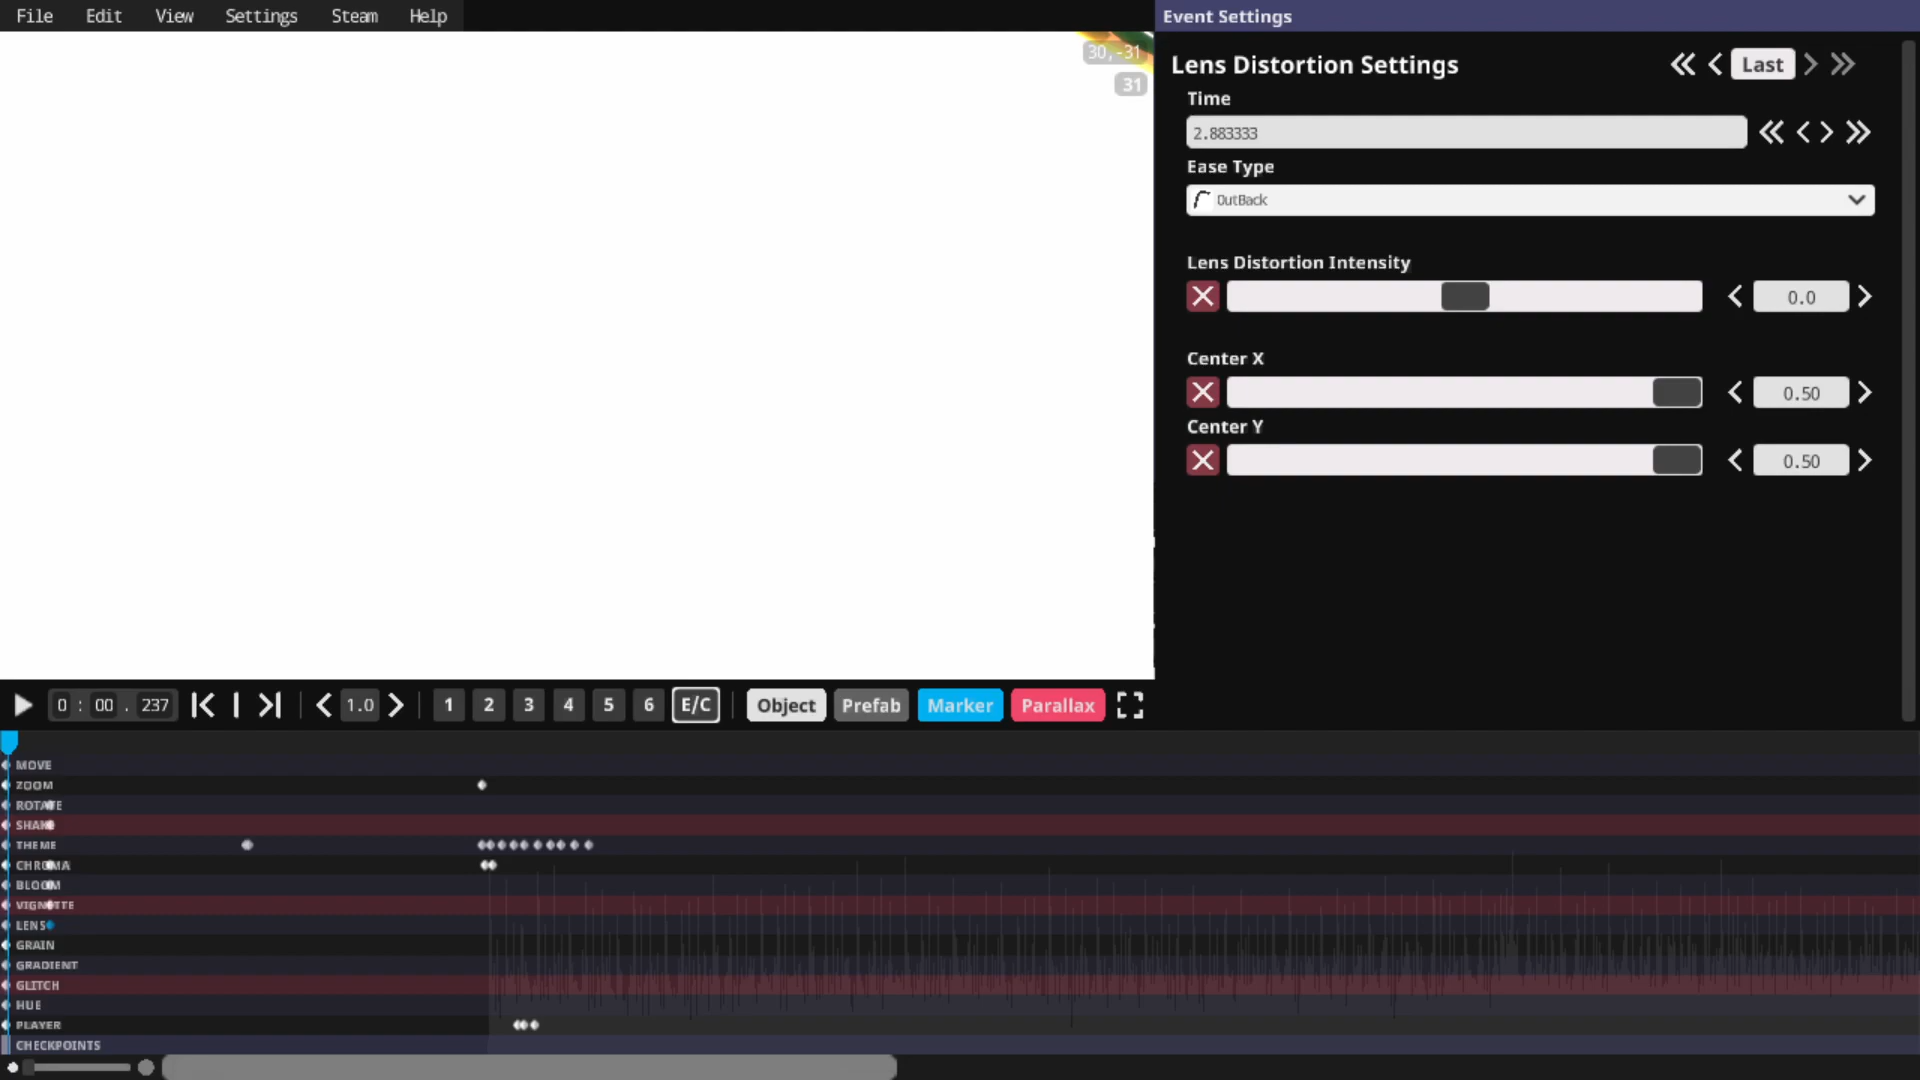 File Edit View Settings Steam Help
Event Settings
30,-31
31
Lens Distortion Settings
Last
Time
2.883333
Ease Type
OutBack
Lens Distortion Intensity
0.0
Center X
0.50
Center Y
0.50
0 : 00 . 237
1.0
1 2 3 4 5 6 E/C
Object Prefab Marker Parallax
MOVE
ZOOM
ROTATE
SHAKE
THEME
CHROMA
BLOOM
VIGNETTE
LENS
GRAIN
GRADIENT
GLITCH
HUE
PLAYER
CHECKPOINTS